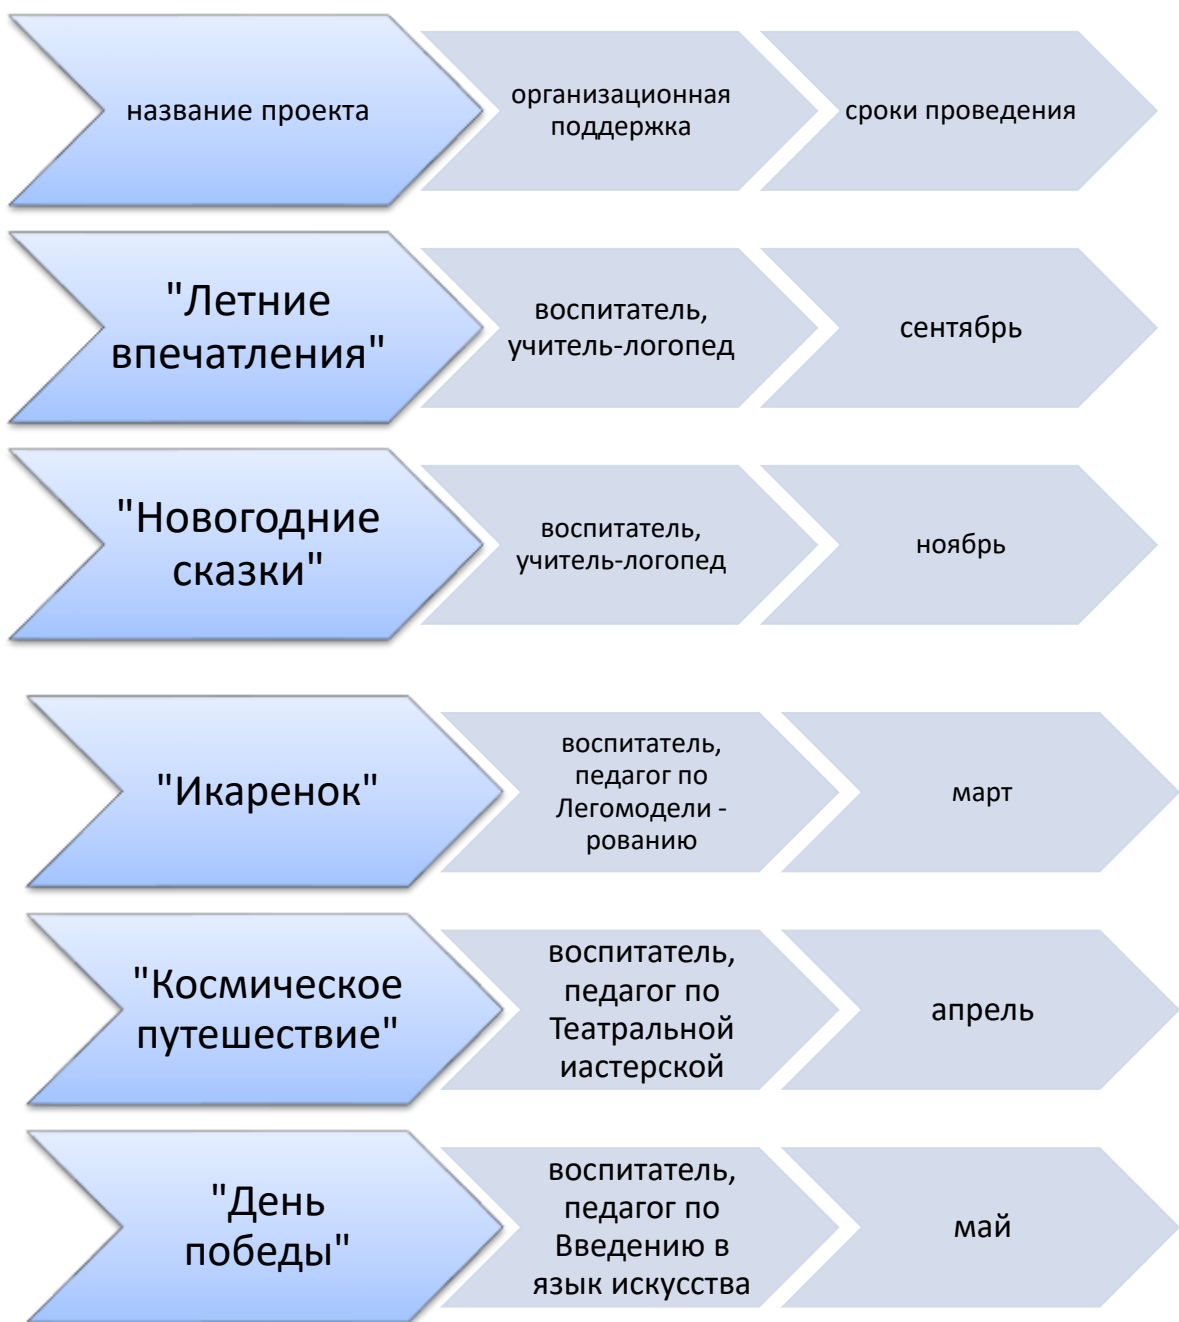 название проекта
организационная
поддержка
сроки проведения
"Летние
впечатления"
воспитатель,
учитель-логопед
сентябрь
"Новогодние
сказки"
воспитатель,
учитель-логопед
ноябрь
"Икаренок"
воспитатель,
педагог по
Легомодели -
рованию
март
"Космическое
путешествие"
воспитатель,
педагог по
Театральной
иастерской
апрель
"День
победы"
воспитатель,
педагог по
Введению в
язык искусства
май